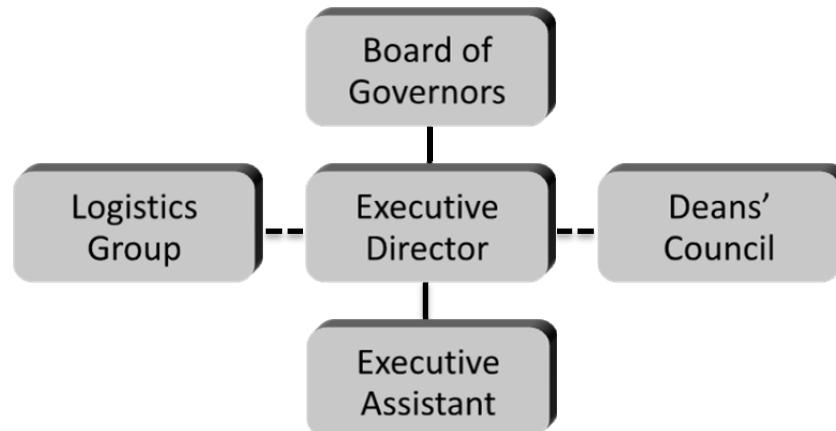 Board of
Governors
Logistics
Group
Executive
Director
Deans’
Council
Executive
Assistant